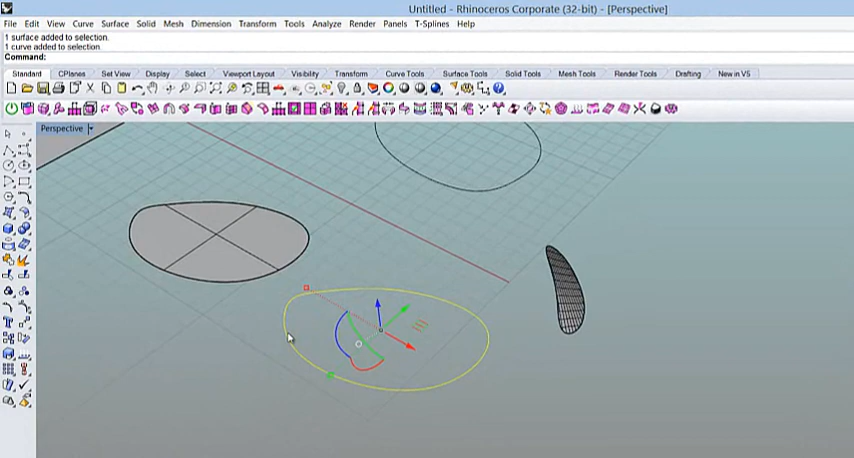 Untitled - Rhinoceros Corporate (32-bit) - [Perspective]
File Edit View Curve Surface Solid Mesh Dimension Transform Tools Analyze Render Panels T-Splines Help
1 surface added to selection.
1 curve added to selection.
Command:
Standard CPlanes Set View Display Select Viewport Layout Visibility Transform Curve Tools Surface Tools Solid Tools Mesh Tools Render Tools Drafting New in V5
Perspective